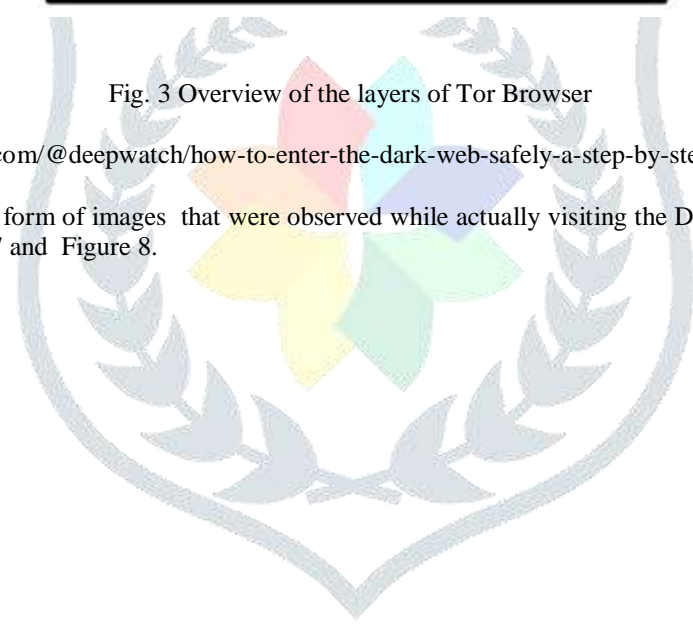 Fig. 3 Overview of the layers of Tor Browser
com/@deepwatch/how-to-enter-the-dark-web-safely-a-step-by-ste
form of images that were observed while actually visiting the D
and Figure 8.